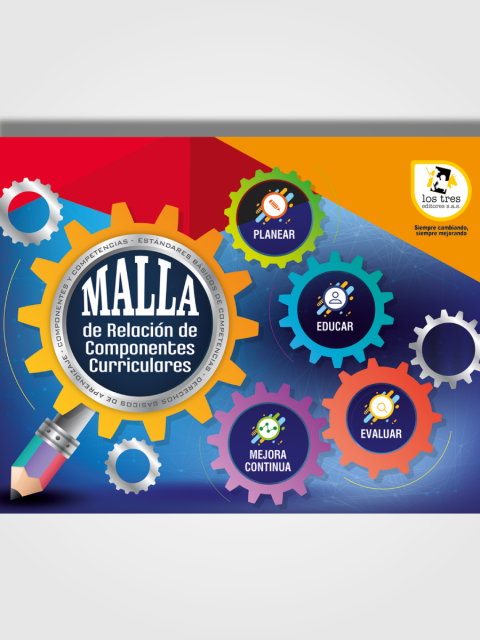 COMPONENTES Y COMPETENCIAS · ESTÁNDARES BÁSICOS DE COMPETENCIAS · DERECHOS BÁSICOS DE APRENDIZAJE ·
MALLA
de Relación de
Componentes
Curriculares
PLANEAR
EDUCAR
EVALUAR
MEJORA
CONTINUA
los tres
editores s.a.s.
Siempre cambiando,
siempre mejorando